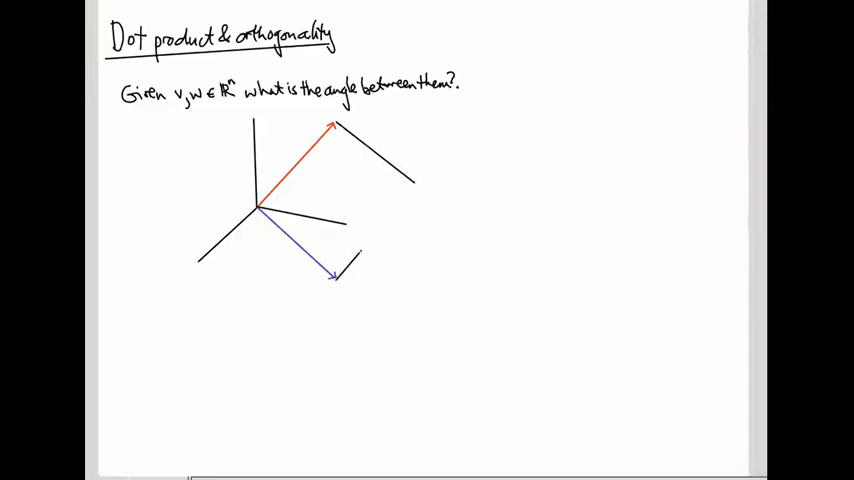 Dot product & orthogonality
Given v, w ∈ ℝⁿ what is the angle between them?.